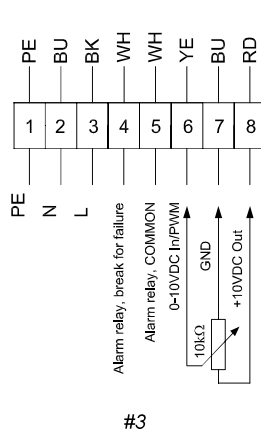 PE
BU
BK
WH
WH
YE
BU
RD
1
2
3
4
5
6
7
8
PE
N
L
Alarm relay, break for failure
Alarm relay, COMMON
0-10VDC In/PWM
GND
+10VDC Out
10kΩ
#3